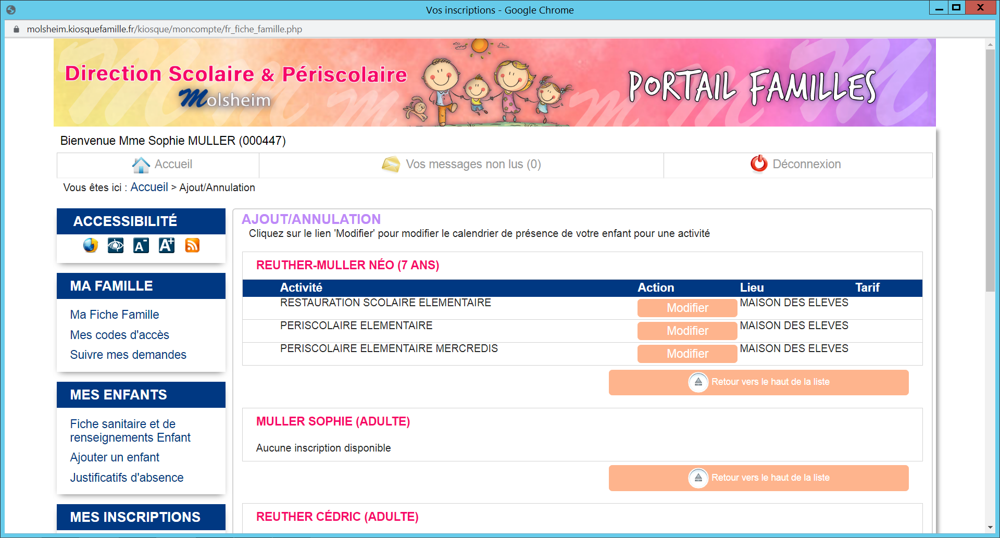 Vos inscriptions - Google Chrome
molsheim.kiosquefamille.fr/kiosque/moncompte/fr_fiche_famille.php
Direction Scolaire & Périscolaire
Molsheim
PORTAIL FAMILLES
Bienvenue Mme Sophie MULLER (000447)
Accueil
Vos messages non lus (0)
Déconnexion
Vous êtes ici : Accueil > Ajout/Annulation
ACCESSIBILITÉ
A-
A+
MA FAMILLE
Ma Fiche Famille
Mes codes d'accès
Suivre mes demandes
MES ENFANTS
Fiche sanitaire et de
renseignements Enfant
Ajouter un enfant
Justificatifs d'absence
MES INSCRIPTIONS
AJOUT/ANNULATION
Cliquez sur le lien 'Modifier' pour modifier le calendrier de présence de votre enfant pour une activité
REUTHER-MULLER NÉO (7 ANS)
Activité Action Lieu Tarif
RESTAURATION SCOLAIRE ELEMENTAIRE Modifier MAISON DES ELEVES
PERISCOLAIRE ELEMENTAIRE Modifier MAISON DES ELEVES
PERISCOLAIRE ELEMENTAIRE MERCREDIS Modifier MAISON DES ELEVES
Retour vers le haut de la liste
MULLER SOPHIE (ADULTE)
Aucune inscription disponible
Retour vers le haut de la liste
REUTHER CÉDRIC (ADULTE)